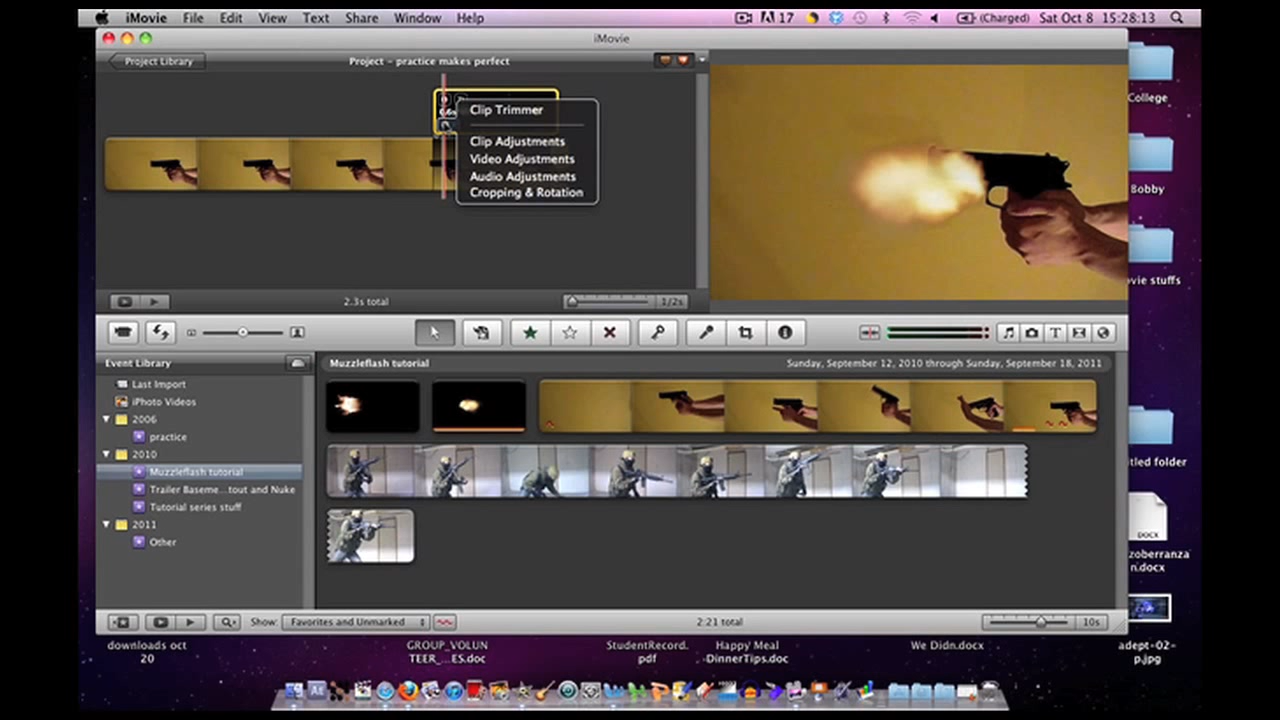 iMovie File Edit View Text Share Window Help 17 (Charged) Sat Oct 8 15:28:13
iMovie
Project Library Project - practice makes perfect
Clip Trimmer
Clip Adjustments
Video Adjustments
Audio Adjustments
Cropping & Rotation
2.3s total 1/2s
Event Library
Last Import
iPhoto Videos
2006
practice
2010
Muzzleflash tutorial
Trailer Baseme...tout and Nuke
Tutorial series stuff
2011
Other
Muzzleflash tutorial Sunday, September 12, 2010 through Sunday, September 18, 2011
Show: Favorites and Unmarked 2:21 total 10s
College
Bobby
vie stuffs
tled folder
DOCX
zoberranza
n.docx
adept-02-
p.jpg
downloads oct
20
GROUP_VOLUN
TEER_...ES.doc
StudentRecord.
pdf
Happy Meal
DinnerTips.doc
We Didn.docx